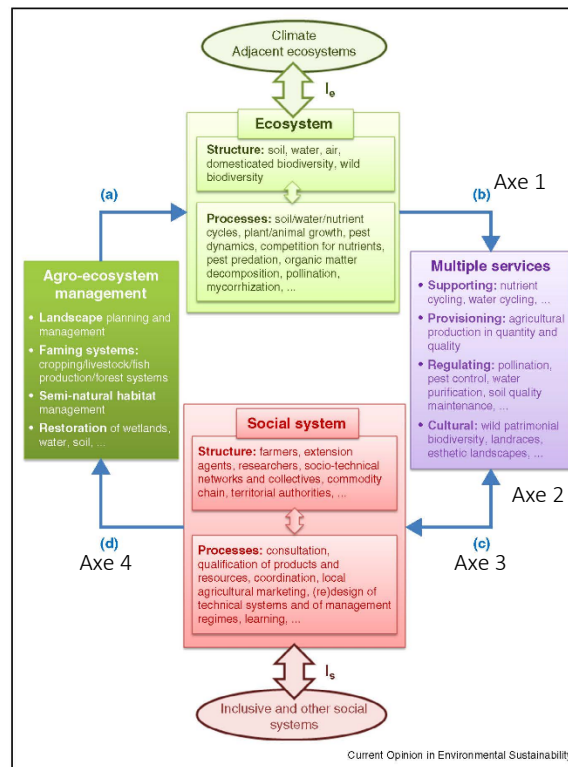 Climate
Adjacent ecosystems
Ie
Ecosystem
Structure: soil, water, air,
domesticated biodiversity, wild
biodiversity
Processes: soil/water/nutrient
cycles, plant/animal growth, pest
dynamics, competition for nutrients,
pest predation, organic matter
decomposition, pollination,
mycorrhization, ...
(a)
(b)
Axe 1
Agro-ecosystem
management
• Landscape planning and
management
• Faming systems:
cropping/livestock/fish
production/forest systems
• Semi-natural habitat
management
• Restoration of wetlands,
water, soil, ...
Multiple services
• Supporting: nutrient
cycling, water cycling, ...
• Provisioning: agricultural
production in quantity and
quality
• Regulating: pollination,
pest control, water
purification, soil quality
maintenance, ...
• Cultural: wild patrimonial
biodiversity, landraces,
esthetic landscapes, ...
Axe 2
Social system
Structure: farmers, extension
agents, researchers, socio-technical
networks and collectives, commodity
chain, territorial authorities, ...
Processes: consultation,
qualification of products and
resources, coordination, local
agricultural marketing, (re)design of
technical systems and of management
regimes, learning, ...
(d)
Axe 4
(c)
Axe 3
Is
Inclusive and other social
systems
Current Opinion in Environmental Sustainability